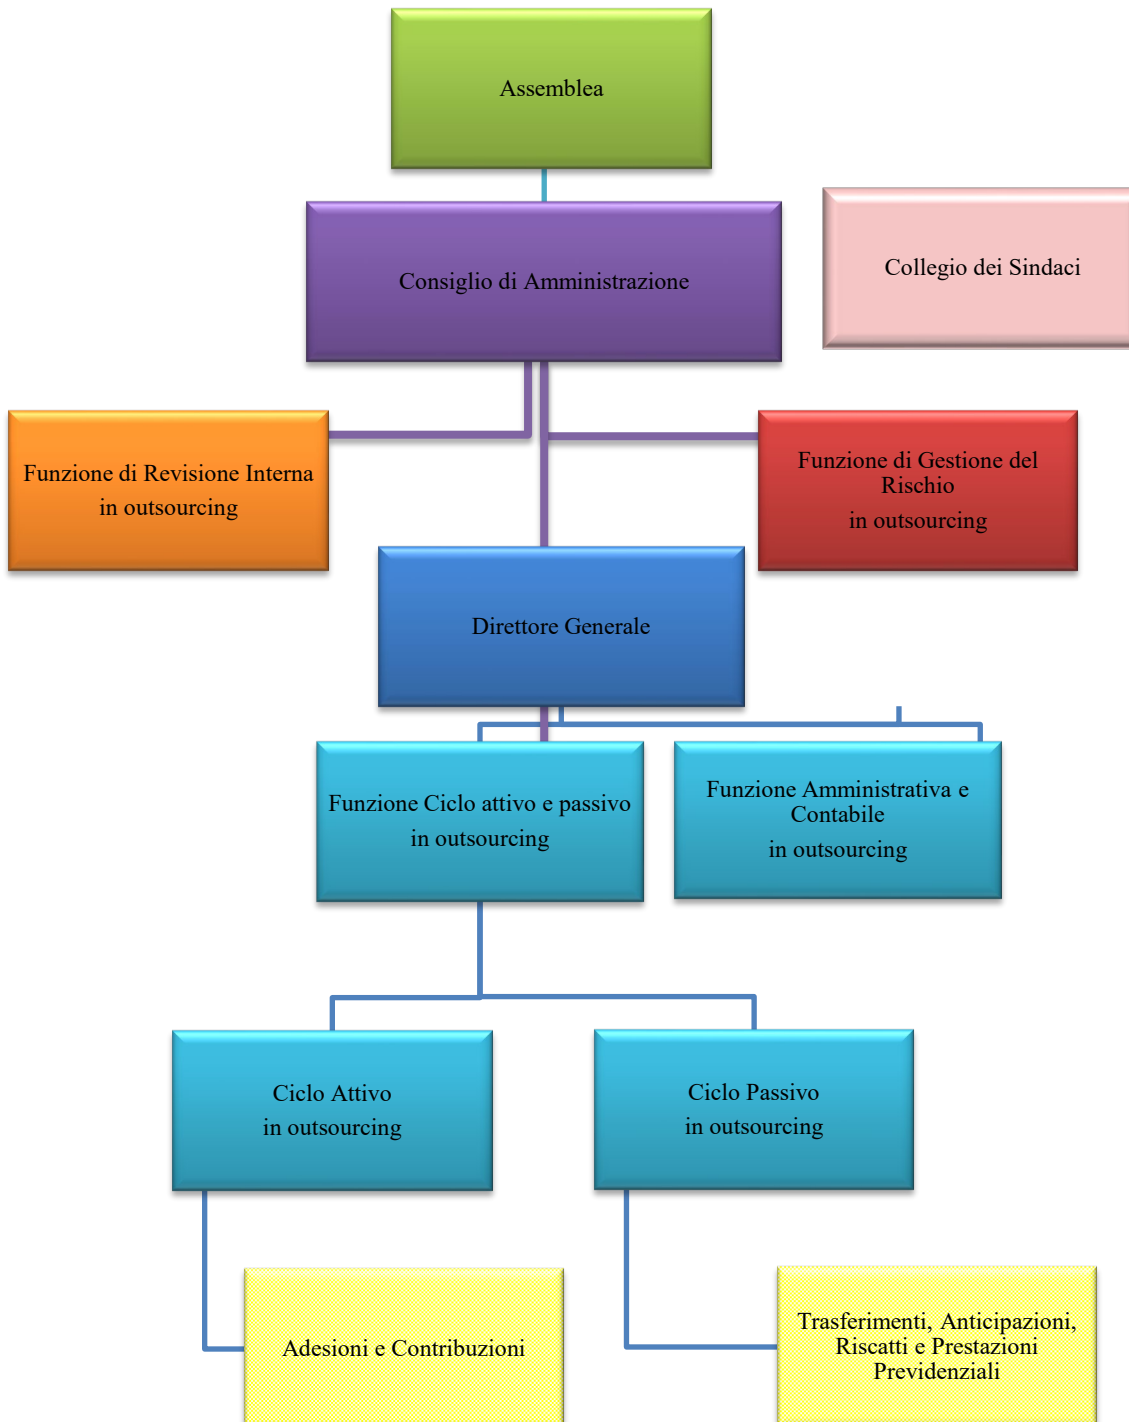 Assemblea
Consiglio di Amministrazione
Collegio dei Sindaci
Funzione di Revisione Interna
in outsourcing
Funzione di Gestione del
Rischio
in outsourcing
Direttore Generale
Funzione Ciclo attivo e passivo
in outsourcing
Funzione Amministrativa e
Contabile
in outsourcing
Ciclo Attivo
in outsourcing
Ciclo Passivo
in outsourcing
Adesioni e Contribuzioni
Trasferimenti, Anticipazioni,
Riscatti e Prestazioni
Previdenziali